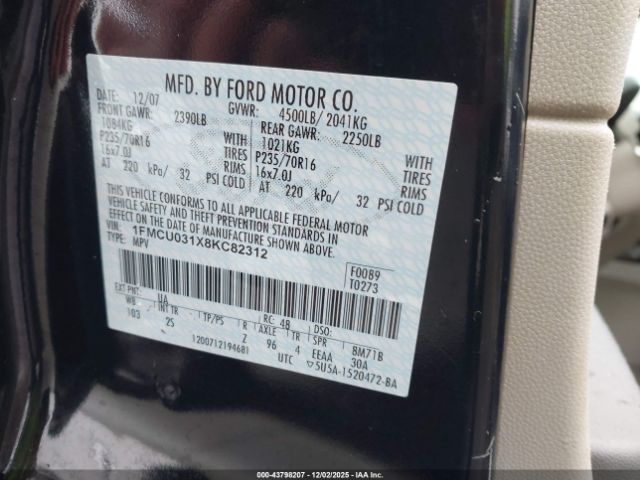 MFD. BY FORD MOTOR CO.
DATE: 12/07 GVWR: 4500LB/2041KG
FRONT GAWR: 2390LB REAR GAWR: 2250LB
1084KG WITH 1021KG WITH
P235/70R16 TIRES P235/70R16 TIRES
16x7.0J RIMS 16x7.0J RIMS
AT 220 kPa/ 32 PSI COLD AT 220 kPa/ 32 PSI COLD
THIS VEHICLE CONFORMS TO ALL APPLICABLE FEDERAL MOTOR
VEHICLE SAFETY AND BUMPER STANDARDS AND
THEFT PREVENTION STANDARDS IN
EFFECT ON THE DATE OF MANUFACTURE SHOWN ABOVE.
VIN: 1FMCU031X8KC82312
TYPE: MPV
F0089
T0273
EXT PNT: UA RC: 48 DSO:
WB INT TR TP/PS R AXLE TR SPR 8M71B
103 2S Z 96 4 EEAA 30A
1200712194681 UTC ▽5U5A-1520472-BA
000-43798207 - 12/02/2025 - IAAI.COM